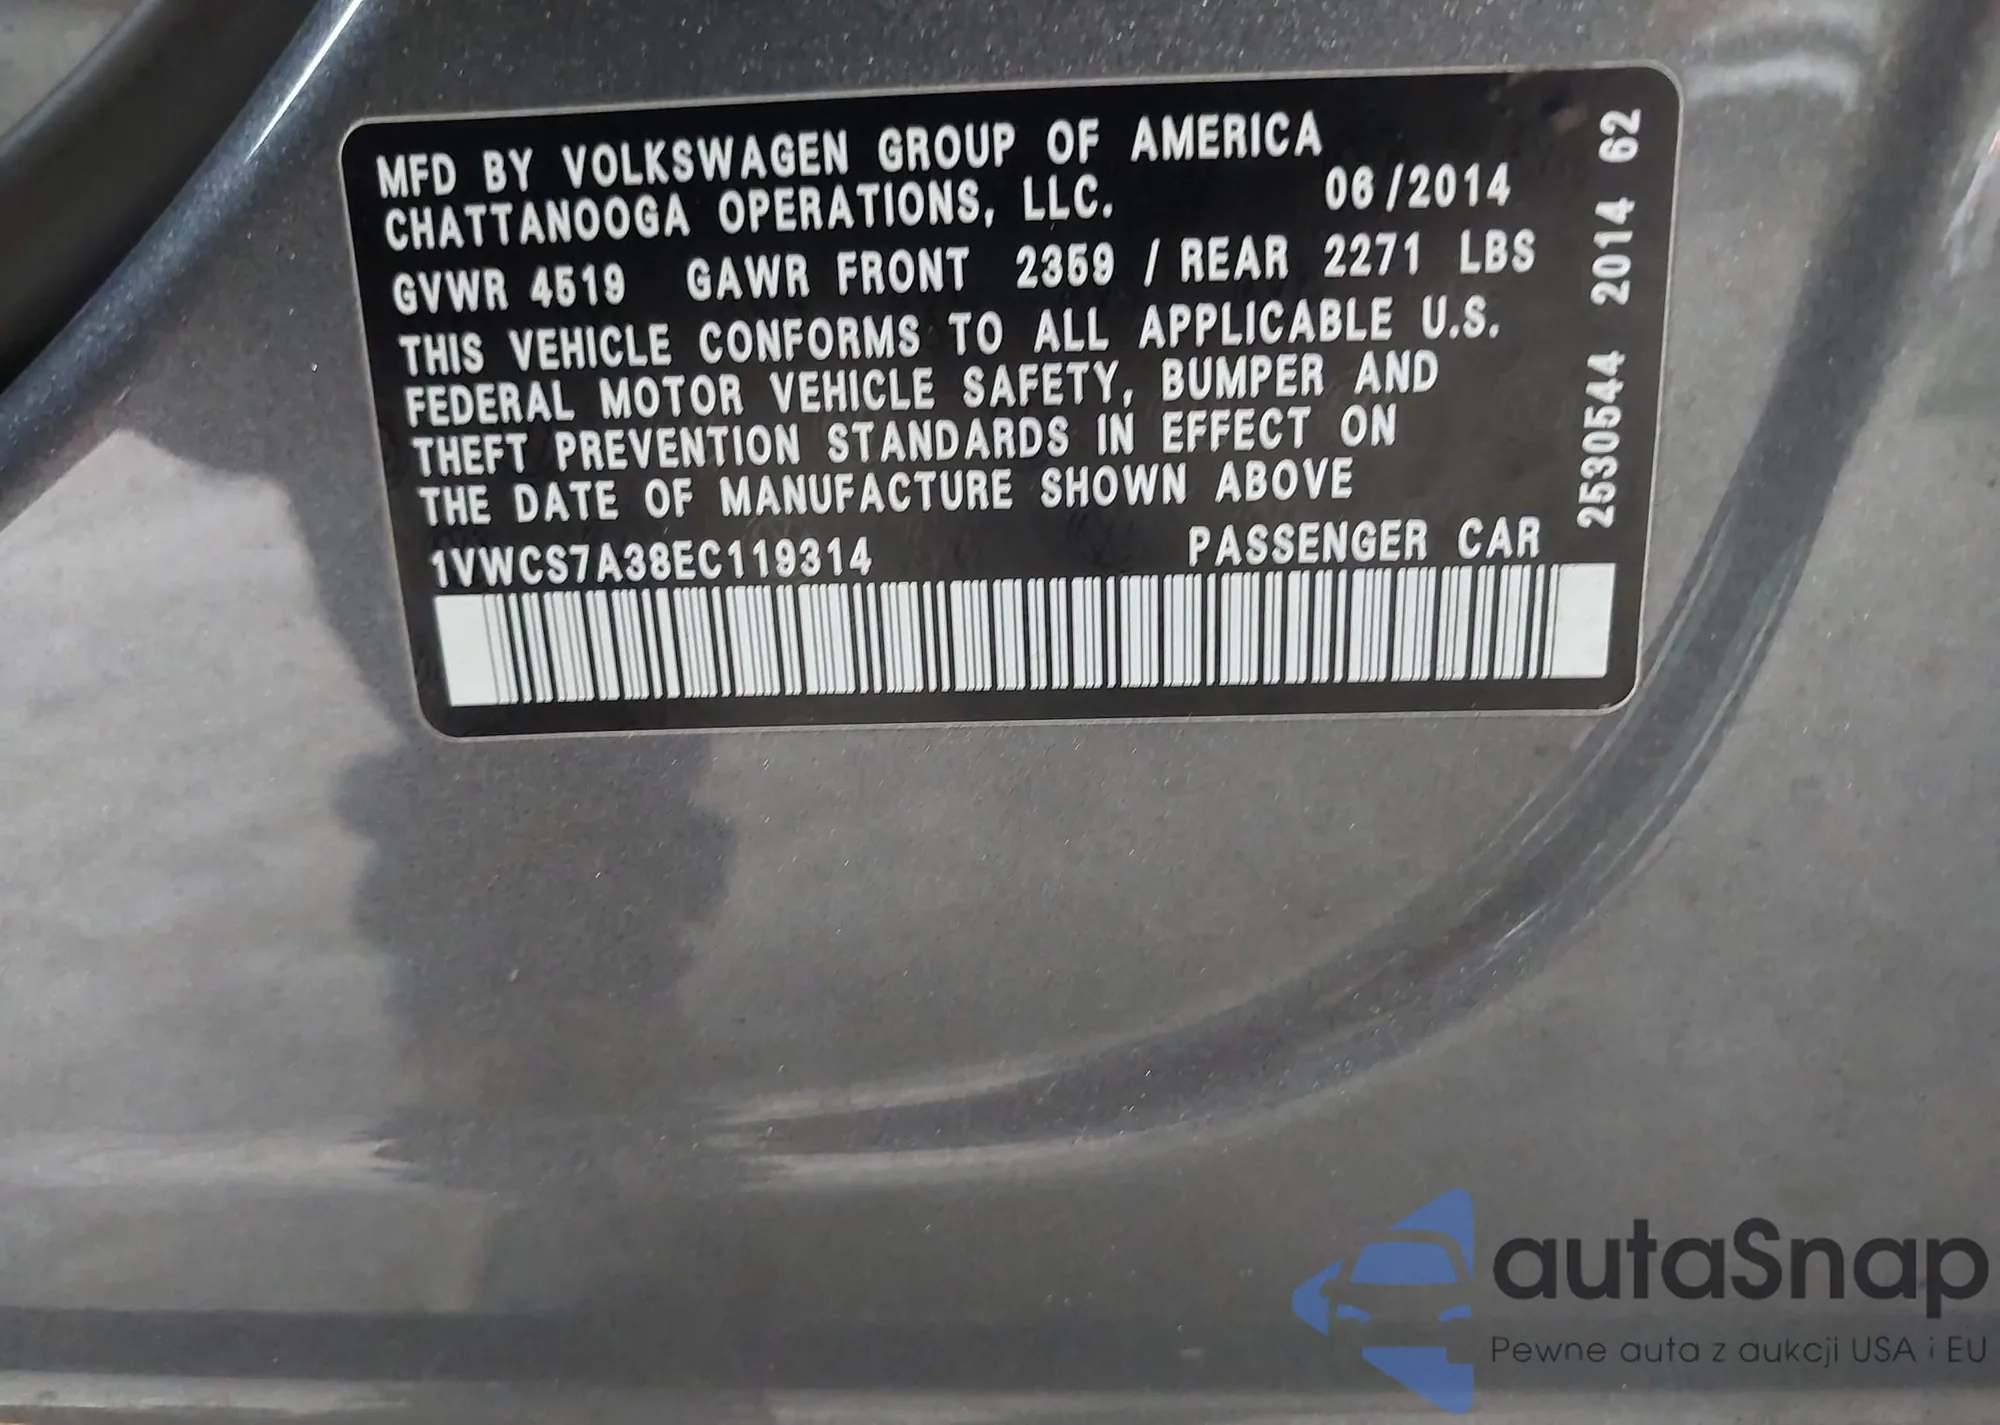 MFD BY VOLKSWAGEN GROUP OF AMERICA
CHATTANOOGA OPERATIONS, LLC. 06/2014
GVWR 4519 GAWR FRONT 2359 / REAR 2271 LBS
THIS VEHICLE CONFORMS TO ALL APPLICABLE U.S.
FEDERAL MOTOR VEHICLE SAFETY, BUMPER AND
THEFT PREVENTION STANDARDS IN EFFECT ON
THE DATE OF MANUFACTURE SHOWN ABOVE
1VWCS7A38EC119314 PASSENGER CAR
2530544 2014 62
autaSnap
Pewne auta z aukcji USA i EU